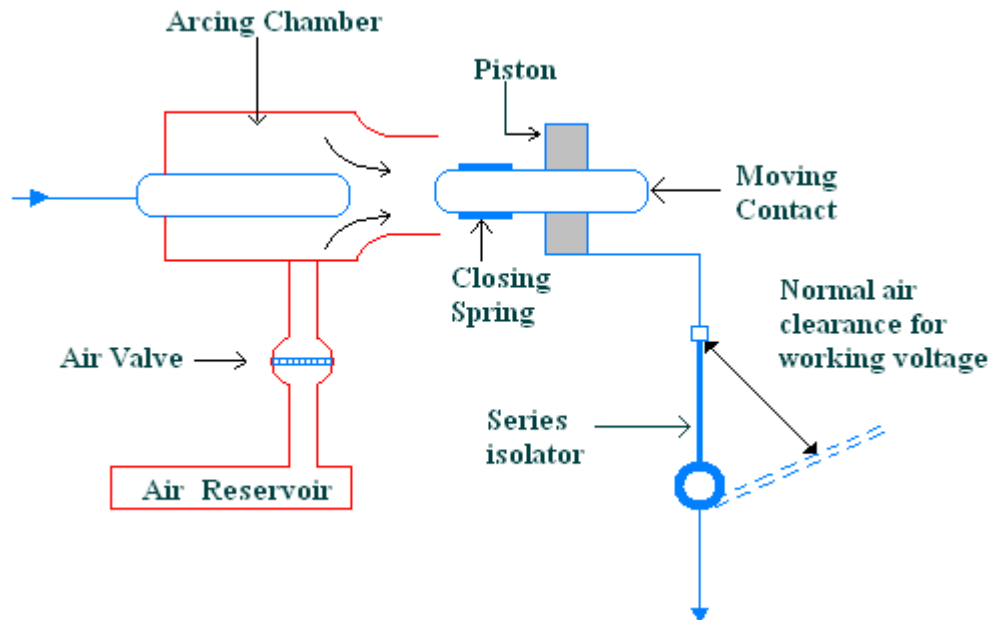 Arcing Chamber
Piston
Moving
Contact
Closing
Spring
Normal air
clearance for
working voltage
Air Valve
Series
isolator
Air Reservoir